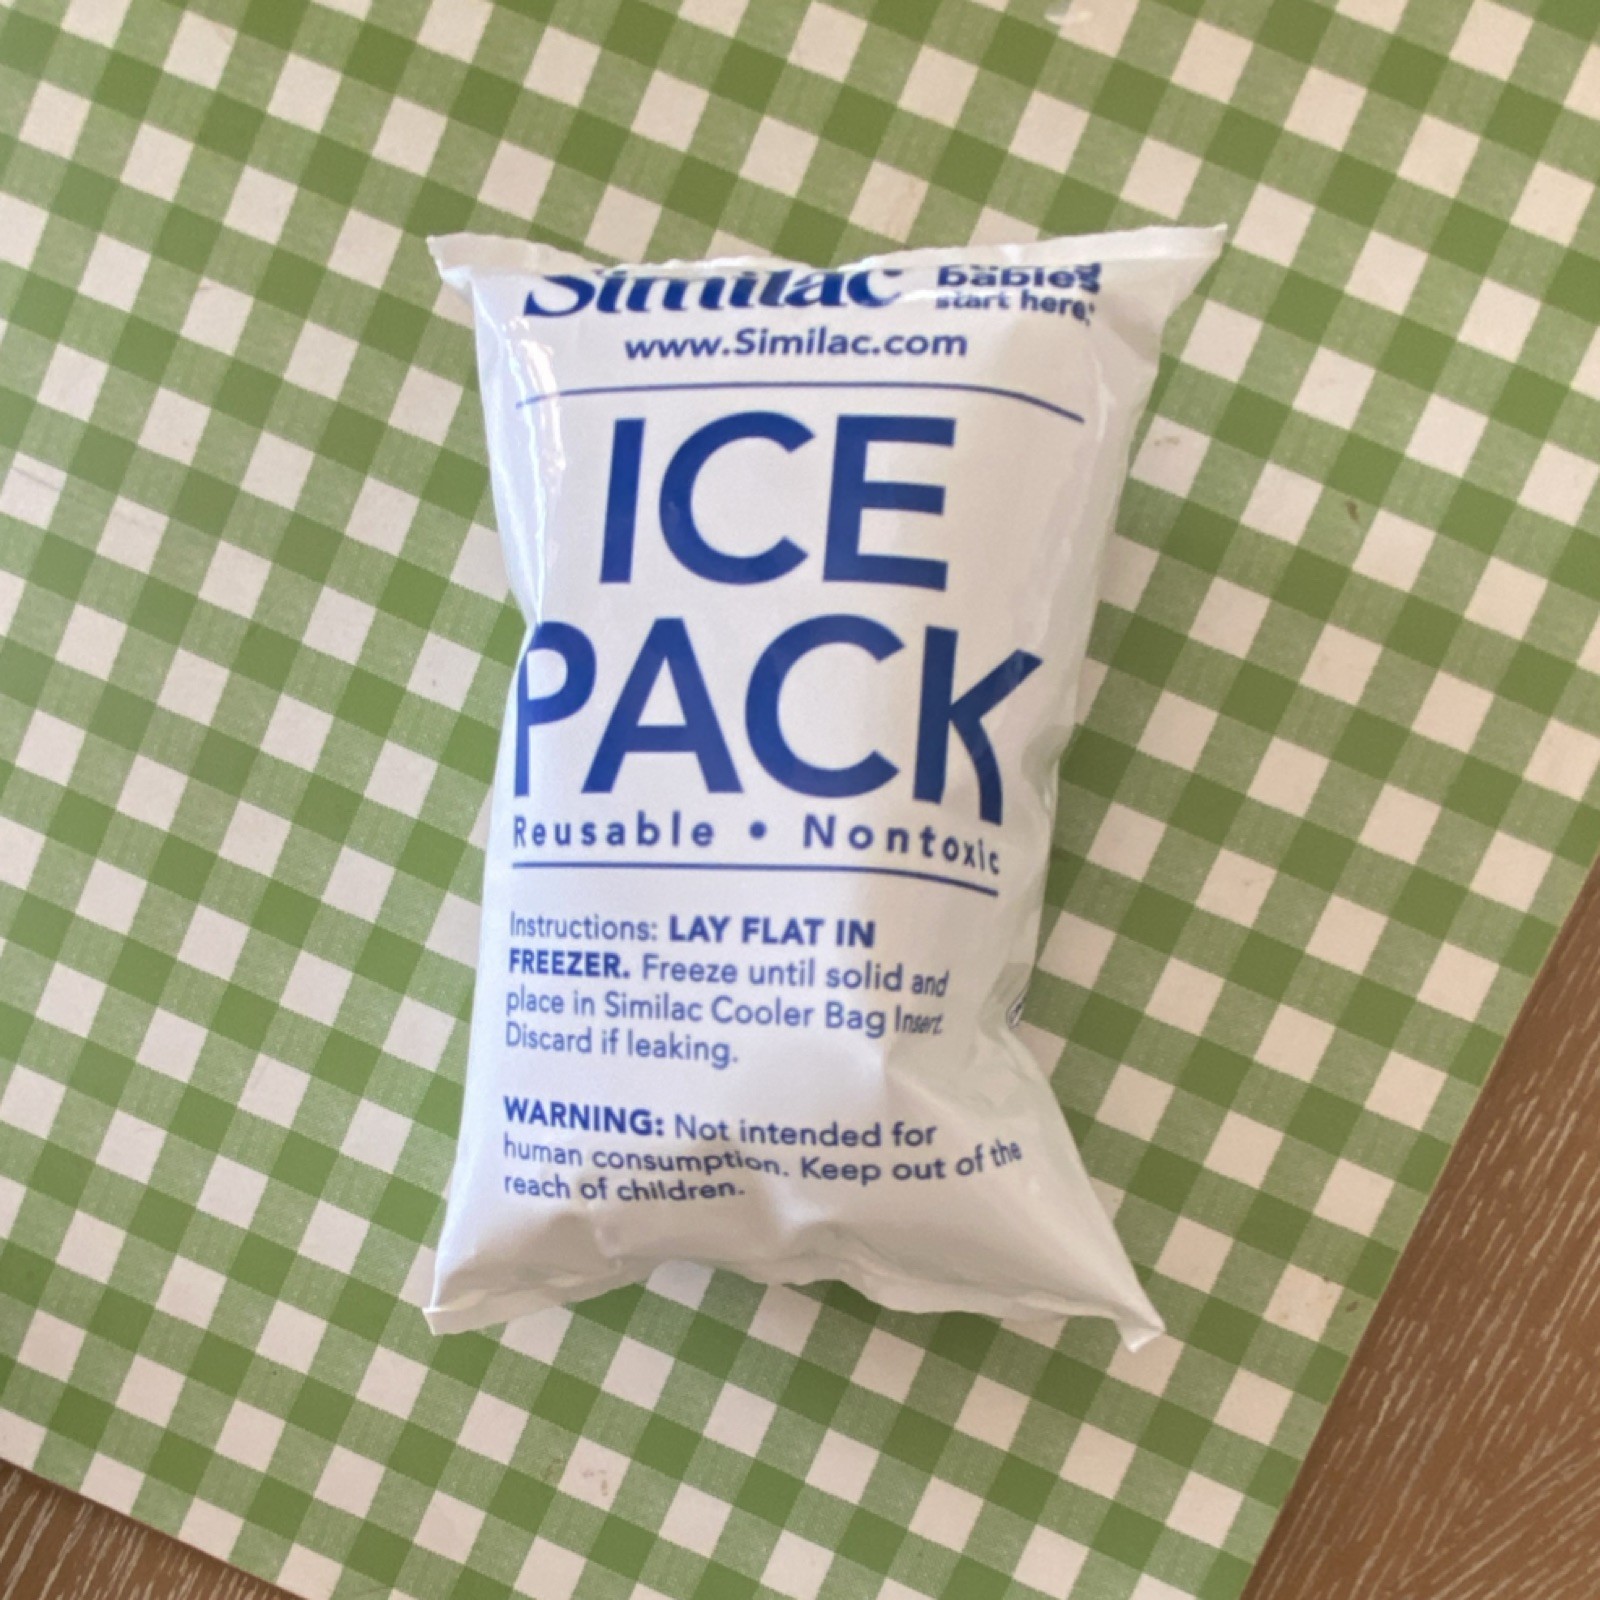 Similac babies
start here.
www.Similac.com
ICE
PACK
Reusable • Nontoxic
Instructions: LAY FLAT IN
FREEZER. Freeze until solid and
place in Similac Cooler Bag Insert
Discard if leaking.
WARNING: Not intended for
human consumption. Keep out of the
reach of children.